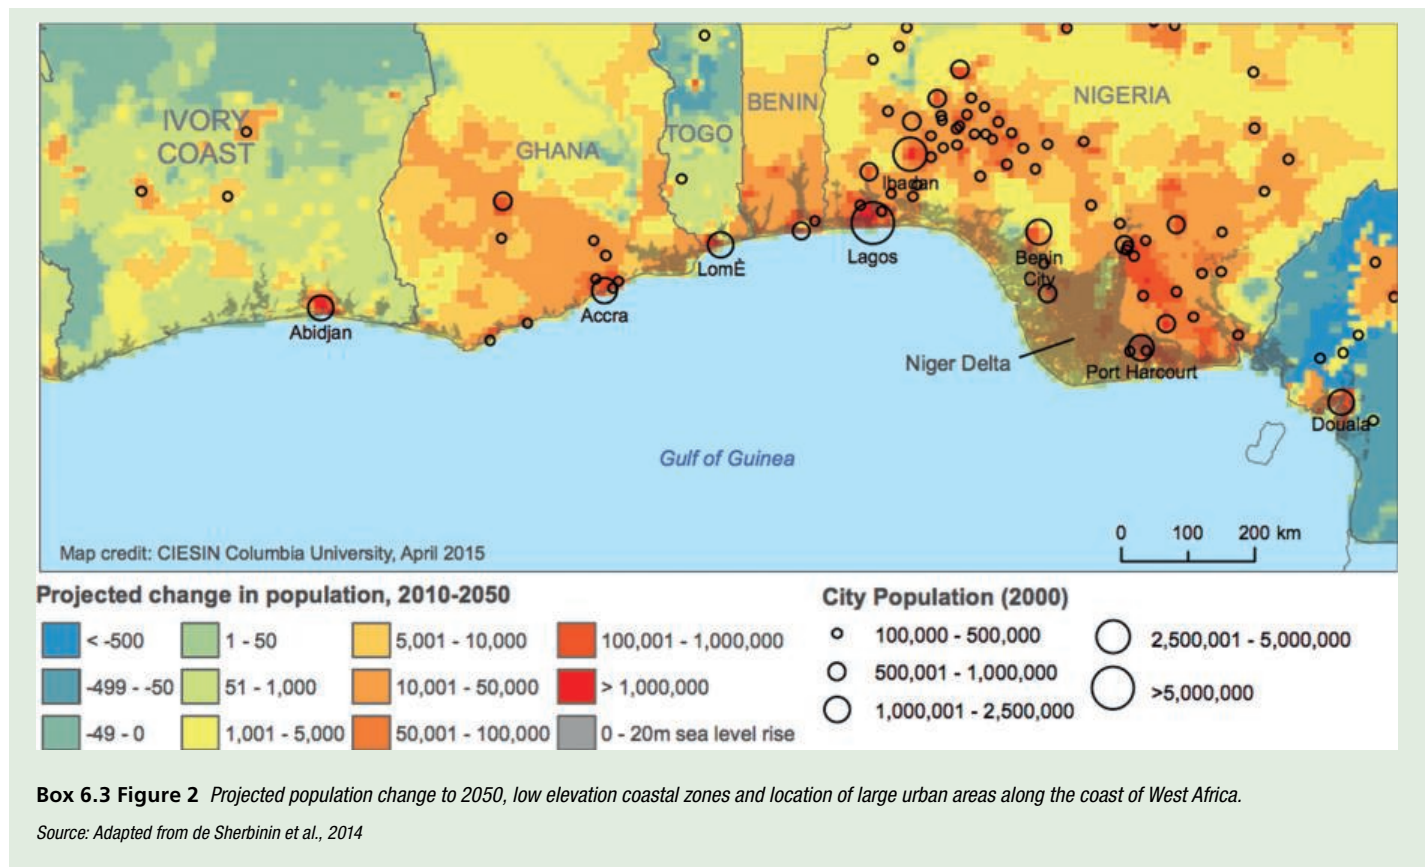 IVORY
COAST
GHANA
TOGO
BENIN
NIGERIA
Ibadan
Lagos
LomÈ
Accra
Abidjan
Benin
City
Niger Delta
Port Harcourt
Douala
Gulf of Guinea
Map credit: CIESIN Columbia University, April 2015
0 100 200 km
Projected change in population, 2010-2050
< -500
-499 - -50
-49 - 0
1 - 50
51 - 1,000
1,001 - 5,000
5,001 - 10,000
10,001 - 50,000
50,001 - 100,000
100,001 - 1,000,000
> 1,000,000
0 - 20m sea level rise
City Population (2000)
100,000 - 500,000
500,001 - 1,000,000
1,000,001 - 2,500,000
2,500,001 - 5,000,000
>5,000,000
Box 6.3 Figure 2 Projected population change to 2050, low elevation coastal zones and location of large urban areas along the coast of West Africa.
Source: Adapted from de Sherbinin et al., 2014